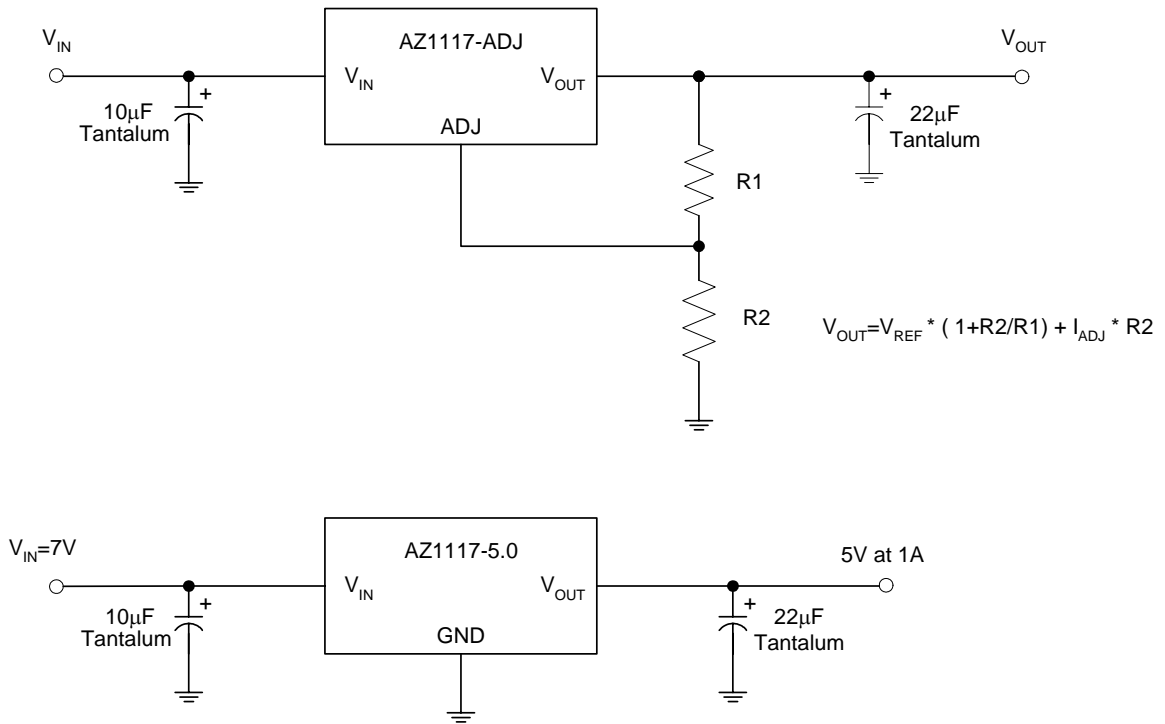 V_IN
AZ1117-ADJ
V_OUT
V_IN
V_OUT
+
10μF
Tantalum
ADJ
+
22μF
Tantalum
R1
R2
V_OUT=V_REF * ( 1+R2/R1) + I_ADJ * R2
V_IN=7V
AZ1117-5.0
5V at 1A
V_IN
V_OUT
+
10μF
Tantalum
GND
+
22μF
Tantalum